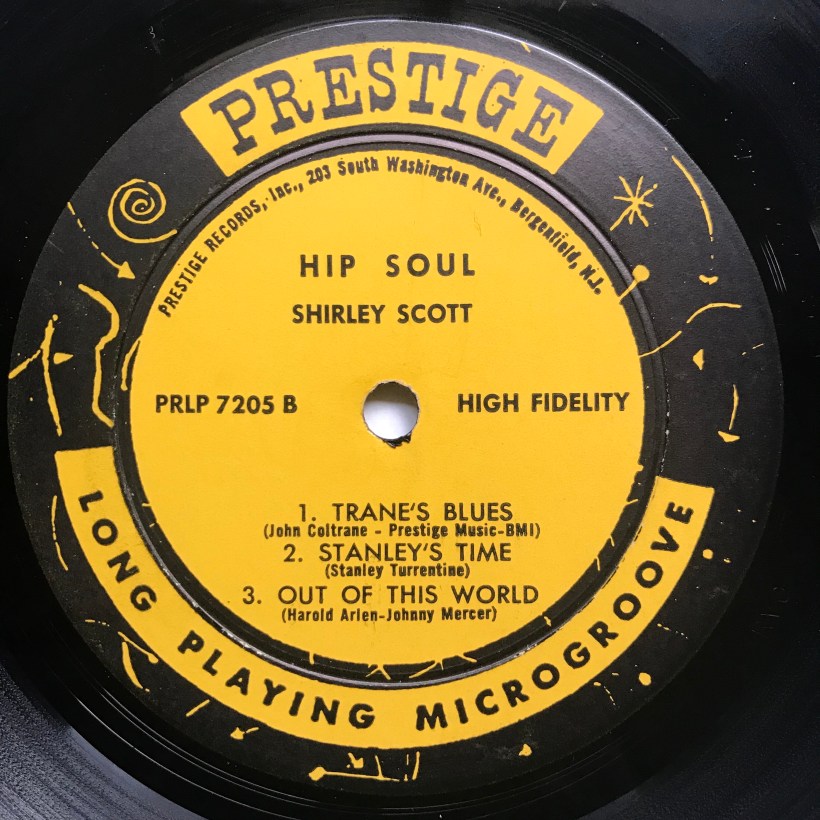 PRESTIGE
PRESTIGE RECORDS, Inc., 203 South Washington Ave., Bergenfield, N.J.
HIP SOUL
SHIRLEY SCOTT
PRLP 7205 B
HIGH FIDELITY
1. TRANE'S BLUES
(John Coltrane - Prestige Music-BMI)
2. STANLEY'S TIME
(Stanley Turrentine)
3. OUT OF THIS WORLD
(Harold Arlen-Johnny Mercer)
LONG PLAYING MICROGROOVE